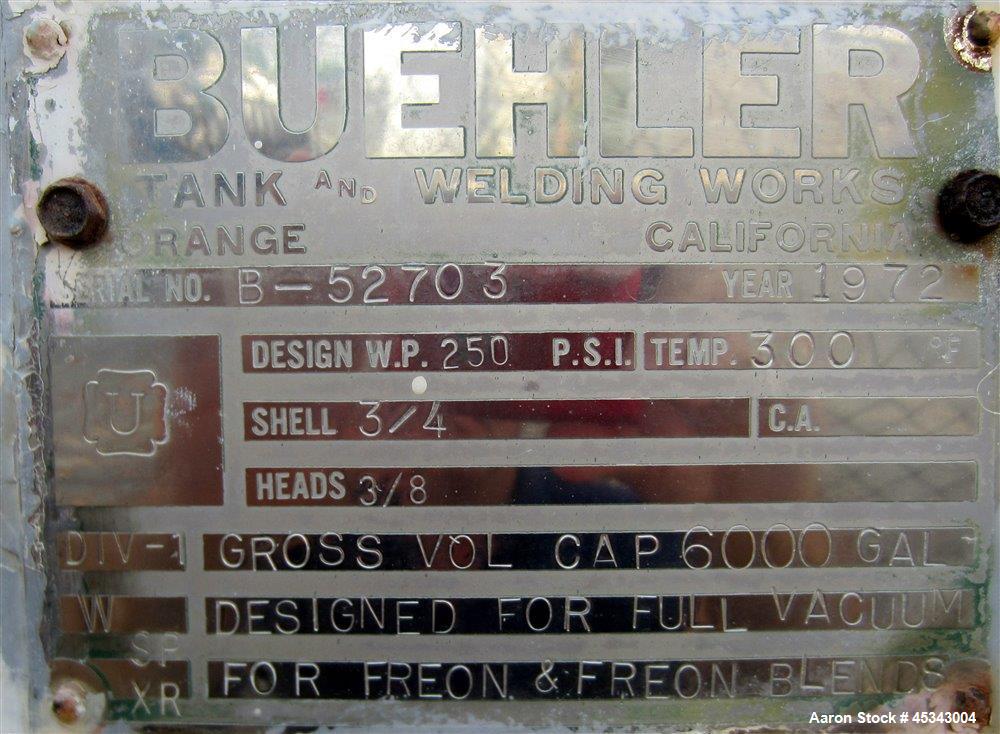 BUEHLER
TANK AND WELDING WORKS
ORANGE CALIFORNIA
SERIAL NO. B-52703 YEAR 1972
DESIGN W.P. 250 P.S.I. TEMP. 300 °F
U
SHELL 3/4 C.A.
HEADS 3/8
DIV-1 GROSS VOL CAP 6000 GAL
W DESIGNED FOR FULL VACUUM
SP
XR FOR FREON & FREON BLENDS
Aaron Stock # 45343004